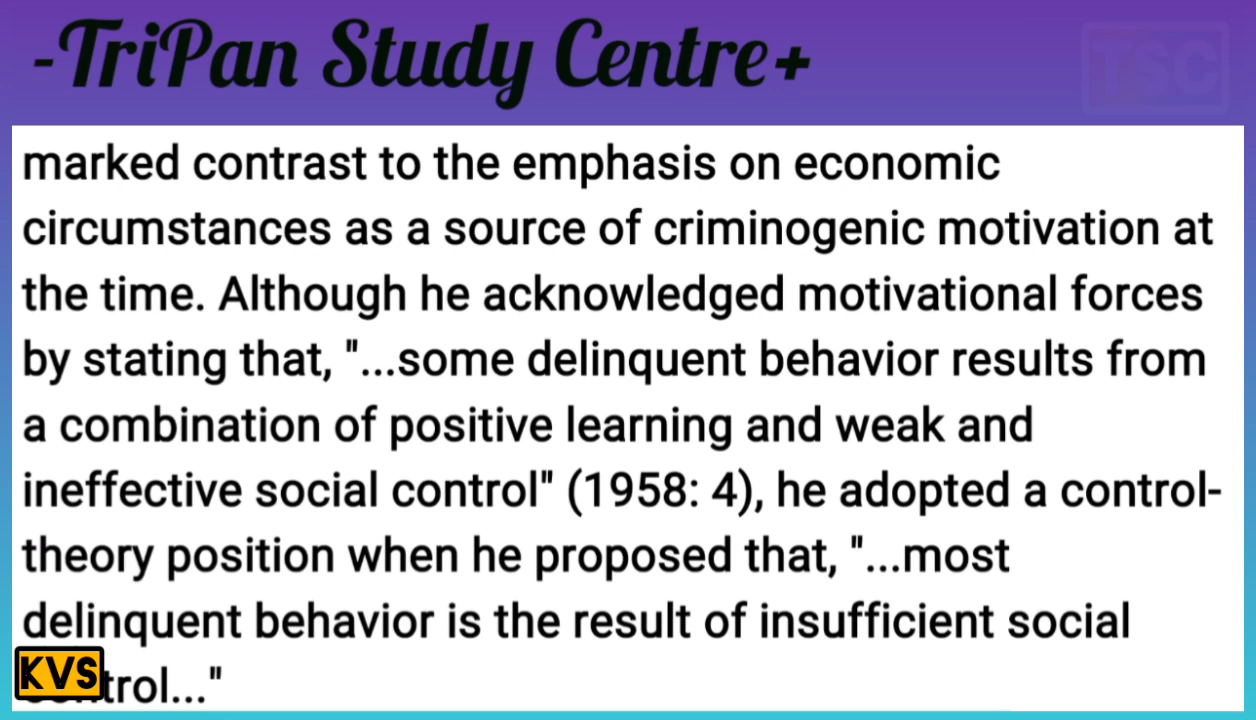 -TriPan Study Centre+
TSC
marked contrast to the emphasis on economic
circumstances as a source of criminogenic motivation at
the time. Although he acknowledged motivational forces
by stating that, "...some delinquent behavior results from
a combination of positive learning and weak and
ineffective social control" (1958: 4), he adopted a control-
theory position when he proposed that, "...most
delinquent behavior is the result of insufficient social
KVS trol..."